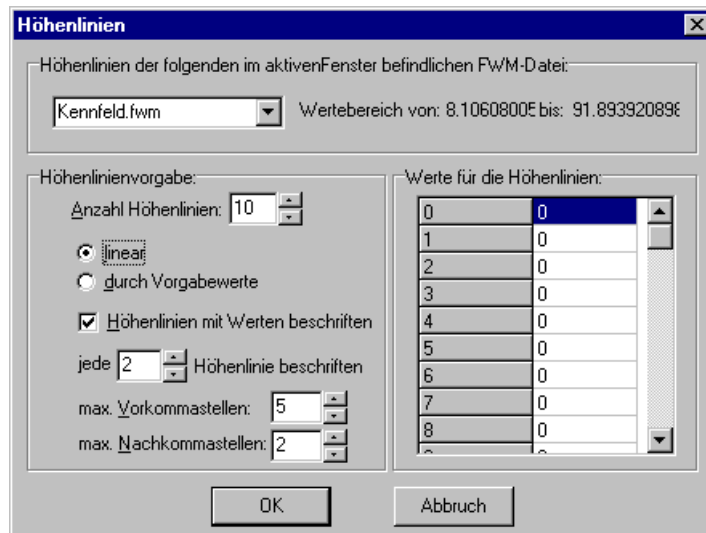 Höhenlinien
Höhenlinien der folgenden im aktivenFenster befindlichen FWM-Datei:
Kennfeld.fwm Wertebereich von: 8.10608005 bis: 91.893920898
Höhenlinienvorgabe:
Anzahl Höhenlinien: 10
linear
durch Vorgabewerte
Höhenlinien mit Werten beschriften
jede 2 Höhenlinie beschriften
max. Vorkommastellen: 5
max. Nachkommastellen: 2
Werte für die Höhenlinien:
0 0
1 0
2 0
3 0
4 0
5 0
6 0
7 0
8 0
OK Abbruch